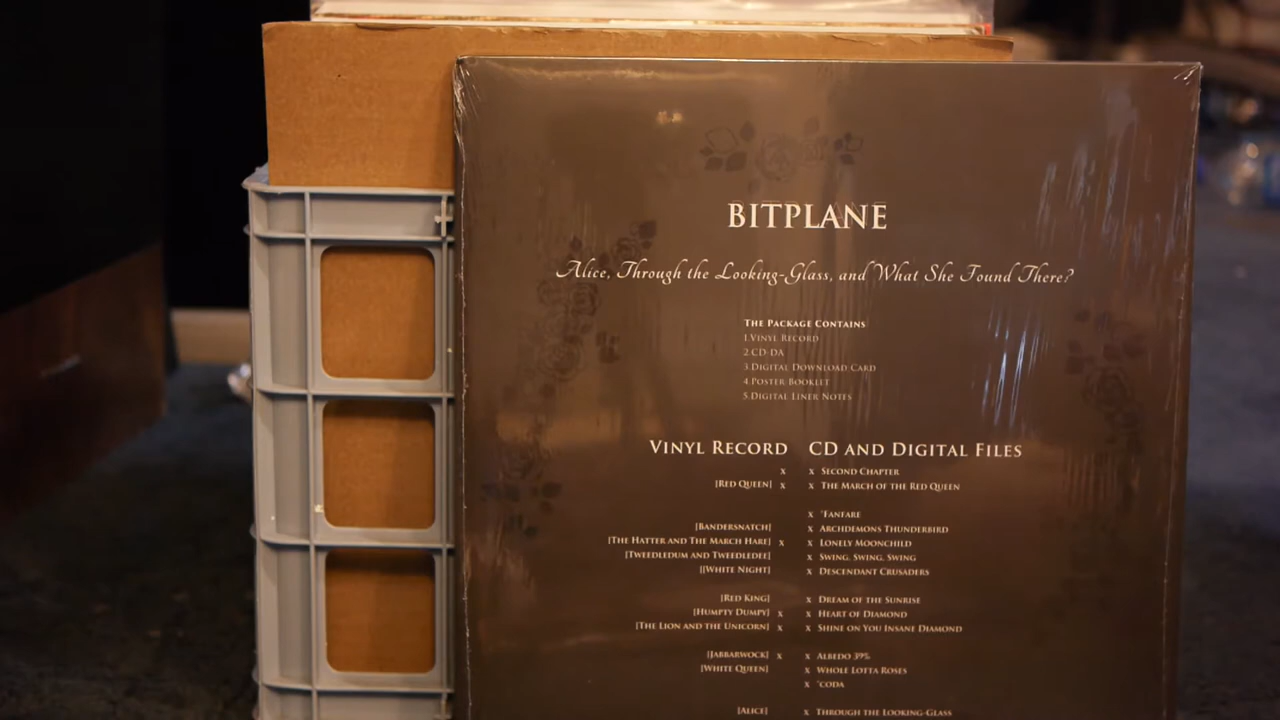 BITPLANE
Alice, Through the Looking-Glass, and What She Found There?
THE PACKAGE CONTAINS
1.VINYL RECORD
2.CD-DA
3.DIGITAL DOWNLOAD CARD
4.POSTER BOOKLET
5.DIGITAL LINER NOTES
VINYL RECORD CD AND DIGITAL FILES
x x SECOND CHAPTER
[RED QUEEN] x x THE MARCH OF THE RED QUEEN
x *FANFARE
[BANDERSNATCH] x ARCHDEMONS THUNDERBIRD
[THE HATTER AND THE MARCH HARE] x x LONELY MOONCHILD
[TWEEDLEDUM AND TWEEDLEDEE] x SWING, SWING, SWING
[[WHITE NIGHT] x DESCENDANT CRUSADERS
[RED KING] x DREAM OF THE SUNRISE
[HUMPTY DUMPY] x x HEART OF DIAMOND
[THE LION AND THE UNICORN] x x SHINE ON YOU INSANE DIAMOND
[JABBARWOCK] x x ALBEDO 39%
[WHITE QUEEN] x WHOLE LOTTA ROSES
x *CODA
[ALICE] x THROUGH THE LOOKING-GLASS